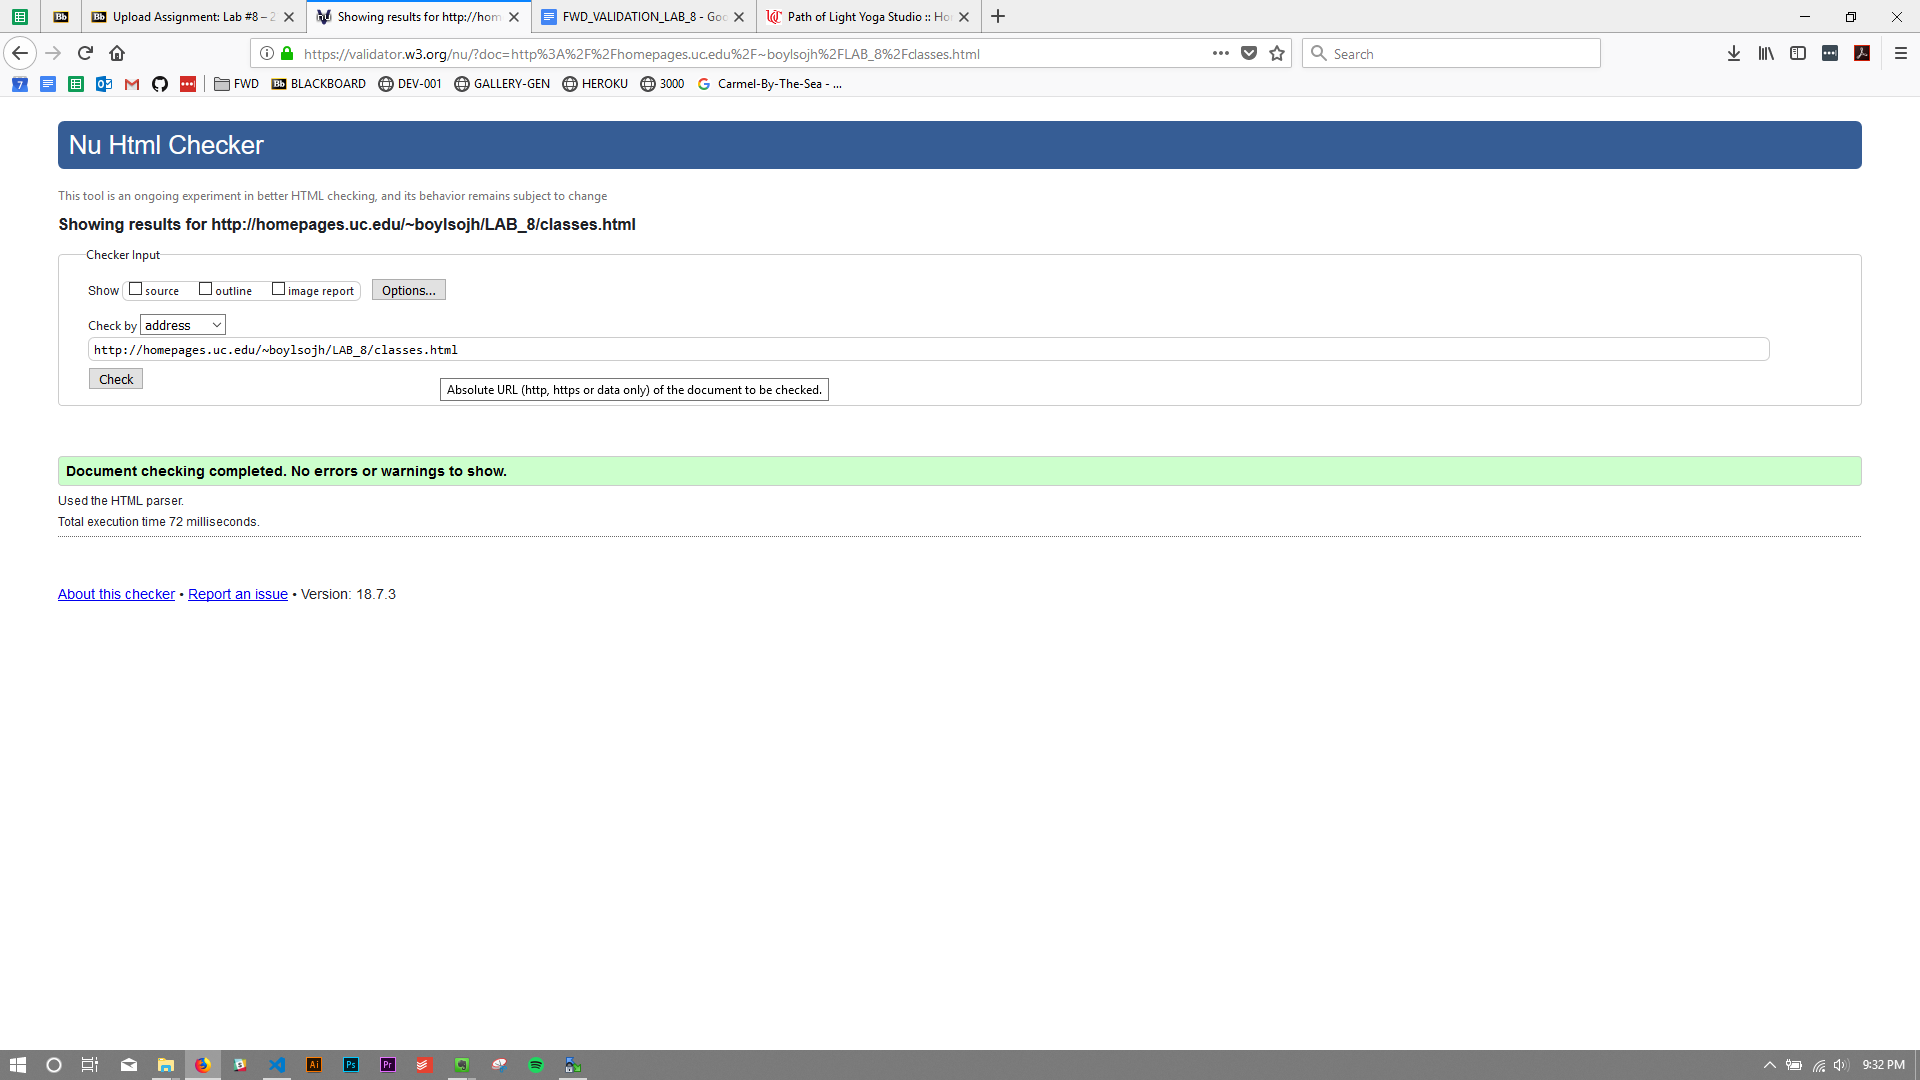 Bb
Bb Upload Assignment: Lab #8 – 2
Showing results for http://hom
FWD_VALIDATION_LAB_8 - Goo
Path of Light Yoga Studio :: Ho
https://validator.w3.org/nu/?doc=http%3A%2F%2Fhomepages.uc.edu%2F~boylsojh%2FLAB_8%2Fclasses.html
Search
7
FWD
Bb BLACKBOARD
DEV-001
GALLERY-GEN
HEROKU
3000
G Carmel-By-The-Sea - ...
Nu Html Checker
This tool is an ongoing experiment in better HTML checking, and its behavior remains subject to change
Showing results for http://homepages.uc.edu/~boylsojh/LAB_8/classes.html
Checker Input
Show source outline image report Options...
Check by address
http://homepages.uc.edu/~boylsojh/LAB_8/classes.html
Check
Absolute URL (http, https or data only) of the document to be checked.
Document checking completed. No errors or warnings to show.
Used the HTML parser.
Total execution time 72 milliseconds.
About this checker • Report an issue • Version: 18.7.3
Ai Ps Pr
9:32 PM